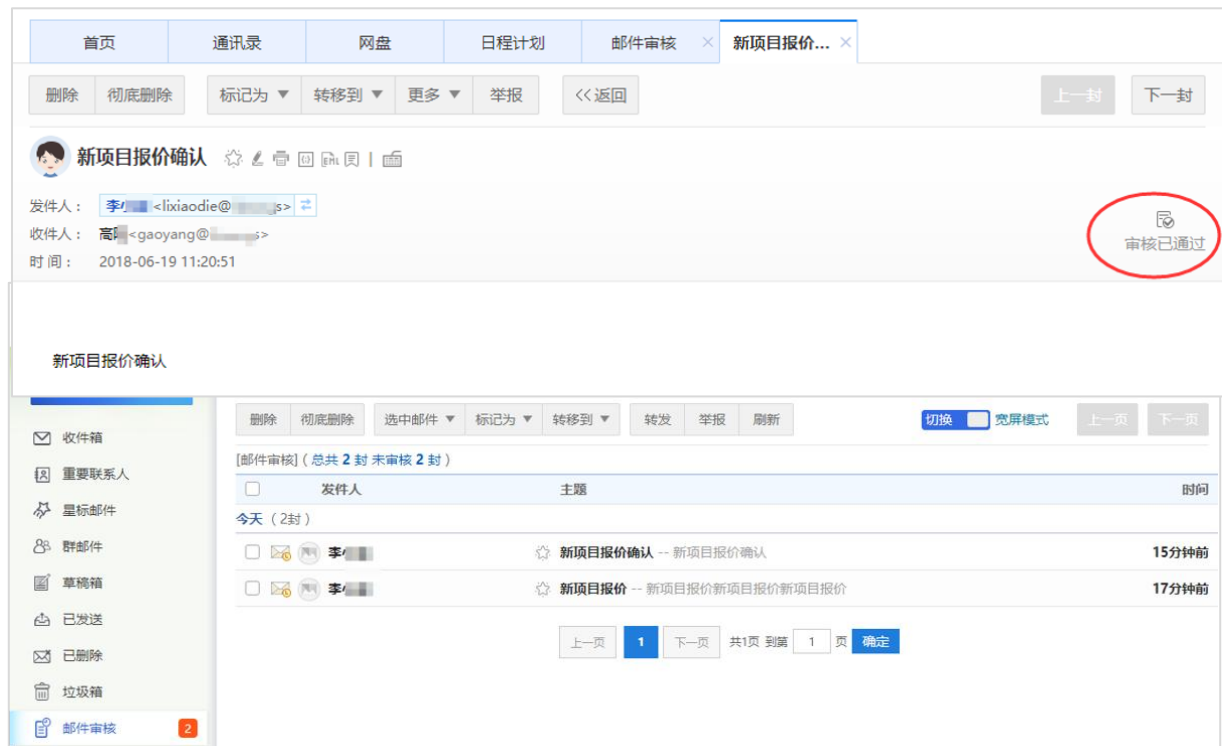 首页 通讯录 网盘 日程计划 邮件审核 × 新项目报价... ×
删除 彻底删除 标记为 ▼ 转移到 ▼ 更多 ▼ 举报 <<返回 上一封 下一封
新项目报价确认
发件人： 李 <lixiaodie@ s>
审核已通过
收件人： 高 <gaoyang@ s>
时 间： 2018-06-19 11:20:51
新项目报价确认
删除 彻底删除 选中邮件 ▼ 标记为 ▼ 转移到 ▼ 转发 举报 刷新 切换 宽屏模式 上一页 下一页
收件箱
[邮件审核] ( 总共 2 封 未审核 2 封 )
重要联系人
发件人 主题 时间
星标邮件
今天 （ 2封 ）
群邮件
李 新项目报价确认 -- 新项目报价确认 15分钟前
草稿箱
李 新项目报价 -- 新项目报价新项目报价新项目报价 17分钟前
已发送
上一页 1 下一页 共1页 到第 1 页 确定
已删除
垃圾箱
邮件审核 2